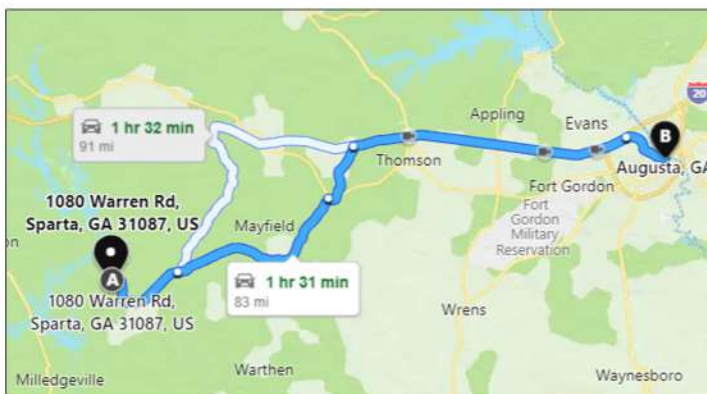 Appling
20
Evans
1 hr 32 min
91 mi
B
Thomson
Augusta, GA
Fort Gordon
1080 Warren Rd,
Sparta, GA 31087, US
Mayfield
Fort
Gordon
Military
Reservation
on
A
1 hr 31 min
83 mi
1080 Warren Rd,
Sparta, GA 31087, US
Wrens
Warthen
Milledgeville
Waynesboro